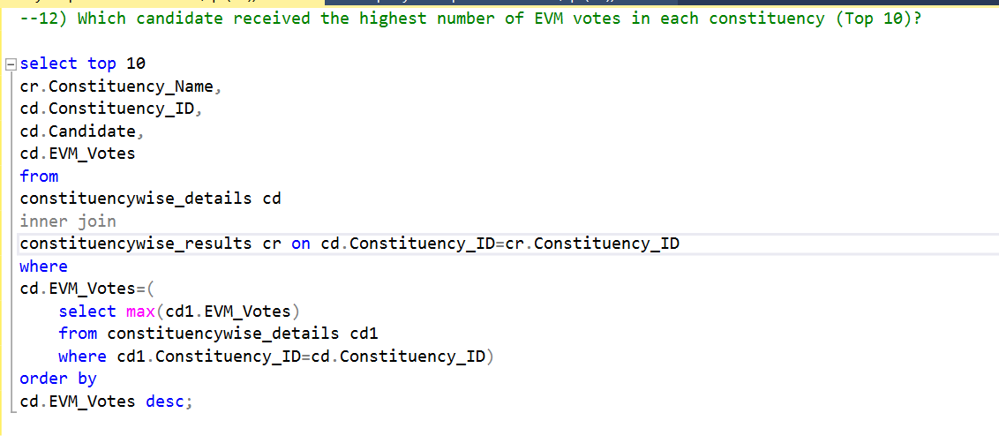 --12) Which candidate received the highest number of EVM votes in each constituency (Top 10)?
select top 10
cr.Constituency_Name,
cd.Constituency_ID,
cd.Candidate,
cd.EVM_Votes
from
constituencywise_details cd
inner join
constituencywise_results cr on cd.Constituency_ID=cr.Constituency_ID
where
cd.EVM_Votes=(
select max(cd1.EVM_Votes)
from constituencywise_details cd1
where cd1.Constituency_ID=cd.Constituency_ID)
order by
cd.EVM_Votes desc;